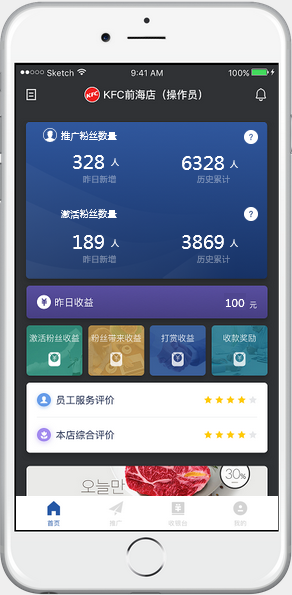 Sketch 9:41 AM 100%
KFC KFC前海店（操作员）
推广粉丝数量 ?
328 人 6328 人
昨日新增 历史累计
激活粉丝数量 ?
189 人 3869 人
昨日新增 历史累计
¥ 昨日收益 100 元
激活粉丝收益 粉丝带来收益 打赏收益 收款奖励
员工服务评价
本店综合评价
오늘만 30%
首页 推广 收银台 我的